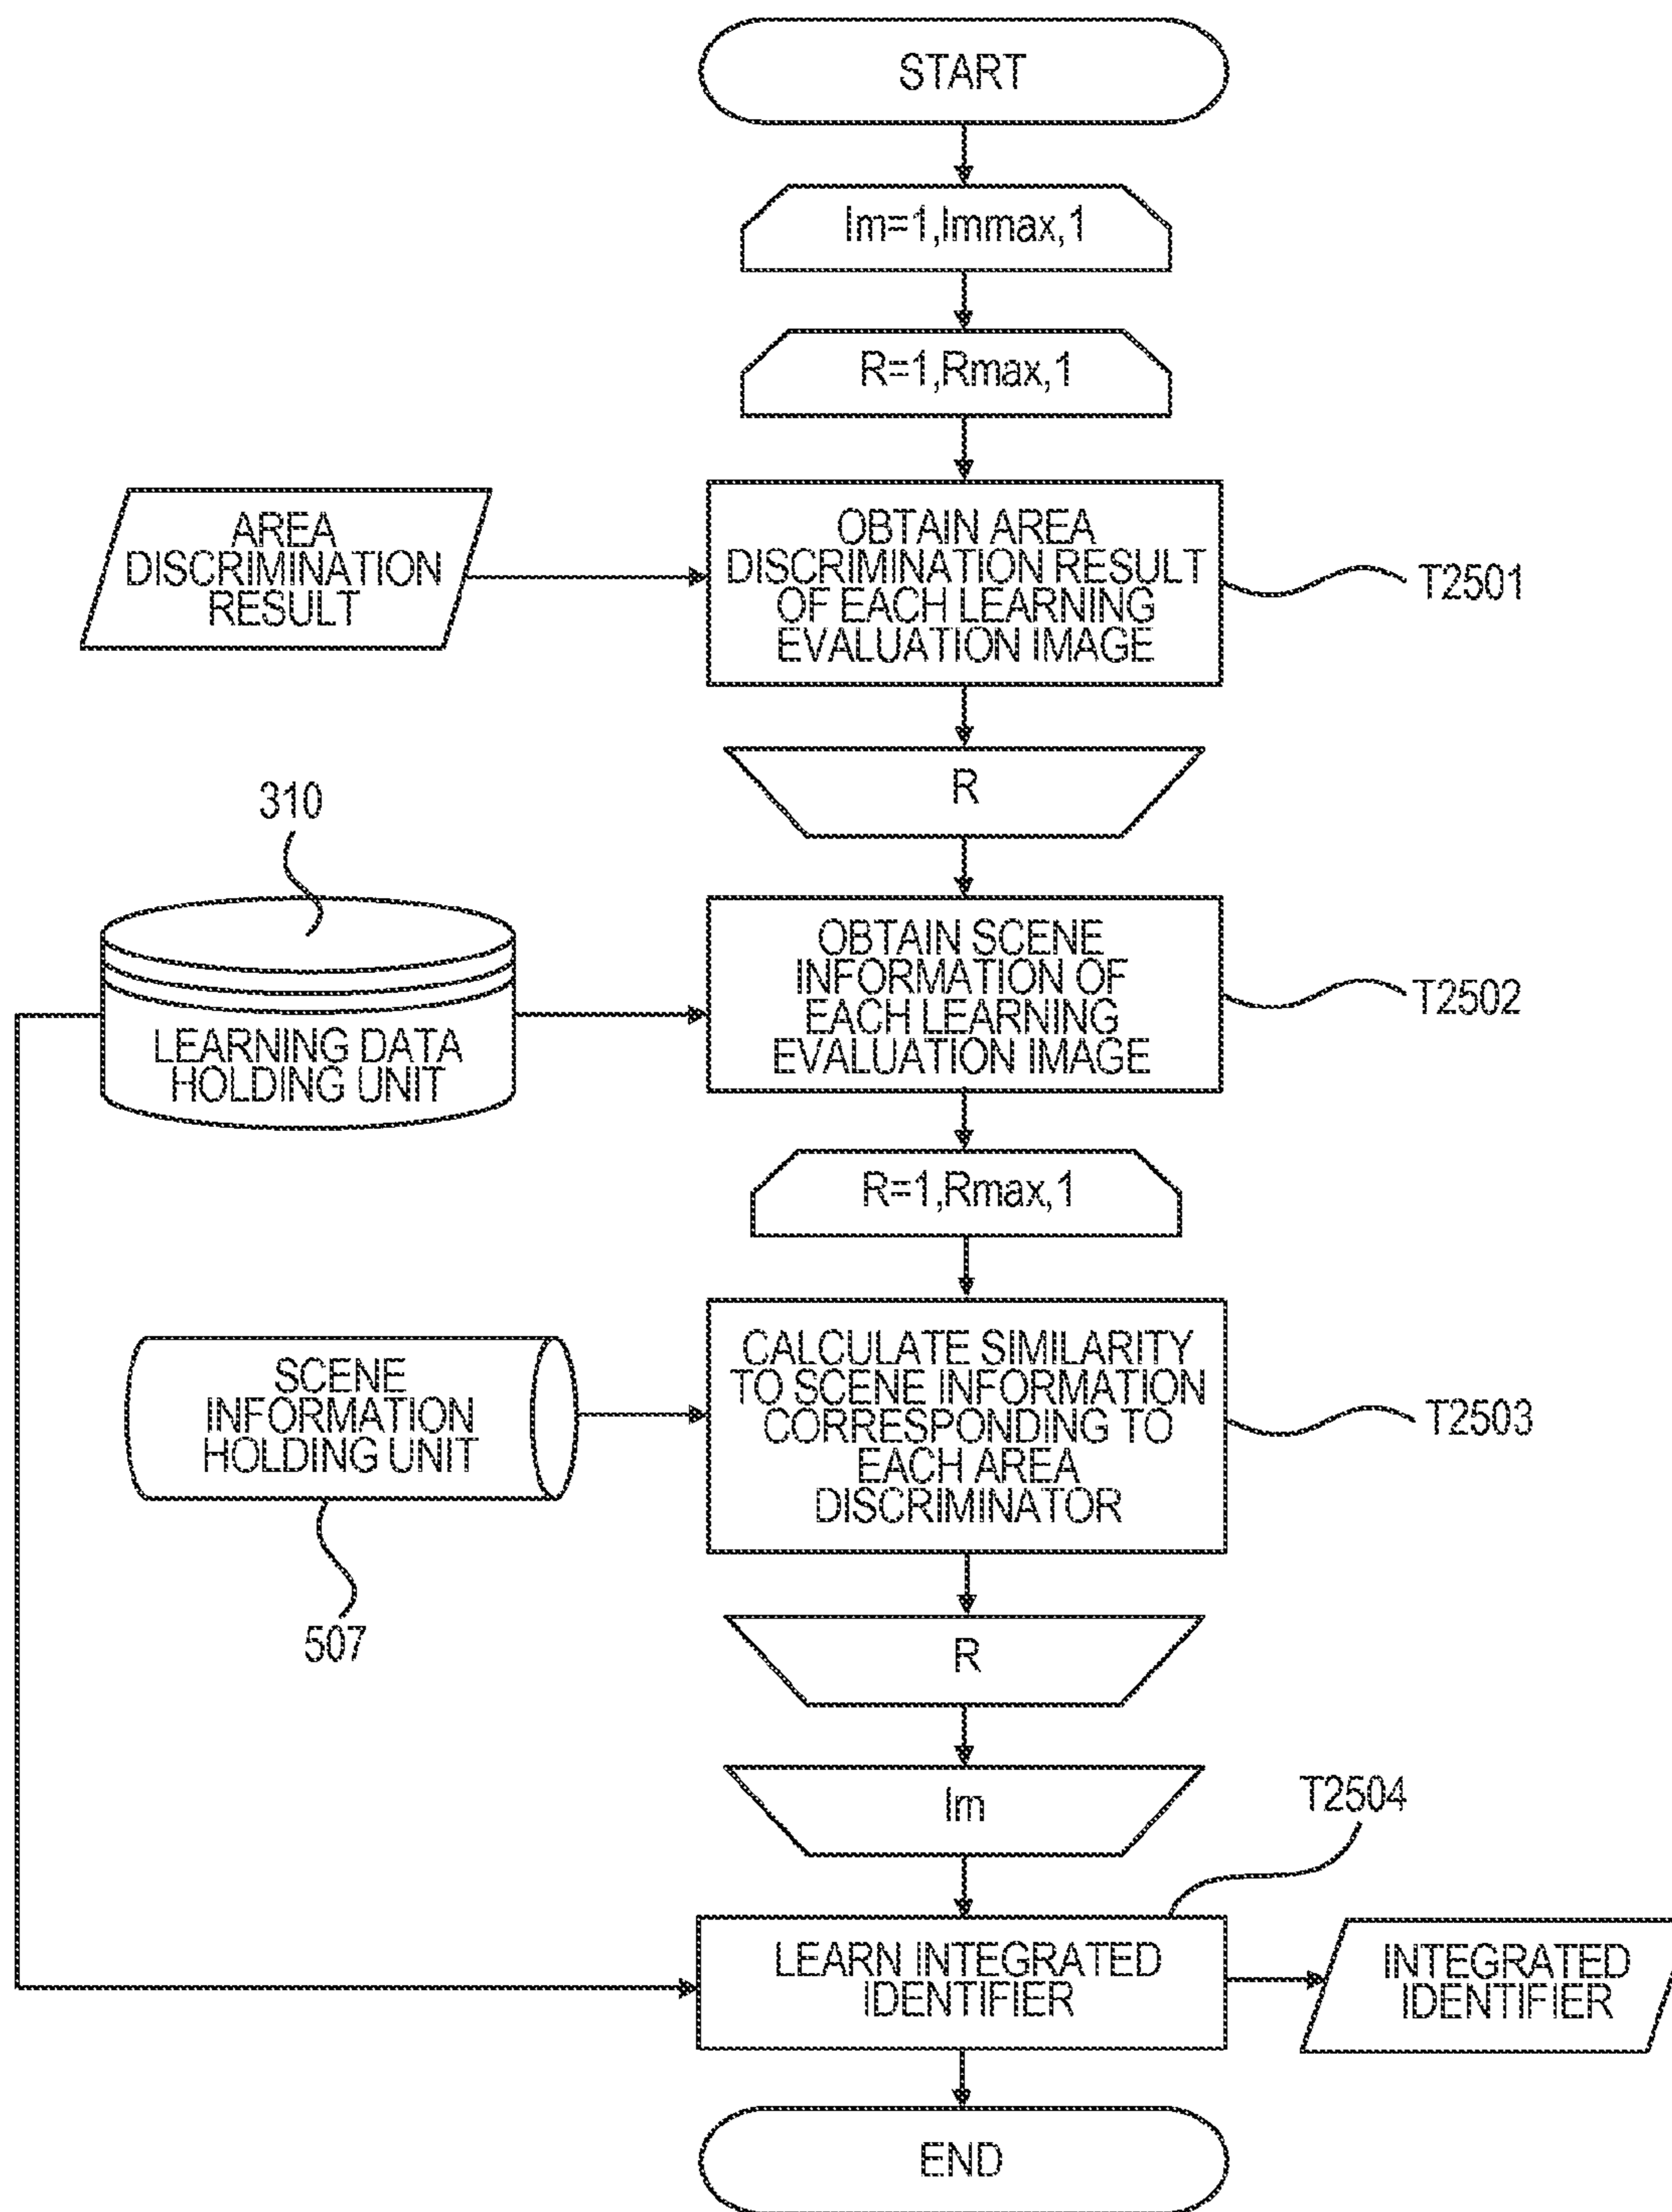 START
Im=1,Immax,1
R=1,Rmax,1
AREA
DISCRIMINATION
RESULT
OBTAIN AREA
DISCRIMINATION RESULT
OF EACH LEARNING
EVALUATION IMAGE
T2501
R
310
LEARNING DATA
HOLDING UNIT
OBTAIN SCENE
INFORMATION OF
EACH LEARNING
EVALUATION IMAGE
T2502
R=1,Rmax,1
SCENE
INFORMATION
HOLDING UNIT
507
CALCULATE SIMILARITY
TO SCENE INFORMATION
CORRESPONDING TO
EACH AREA
DISCRIMINATOR
T2503
R
Im
T2504
LEARN INTEGRATED
IDENTIFIER
INTEGRATED
IDENTIFIER
END